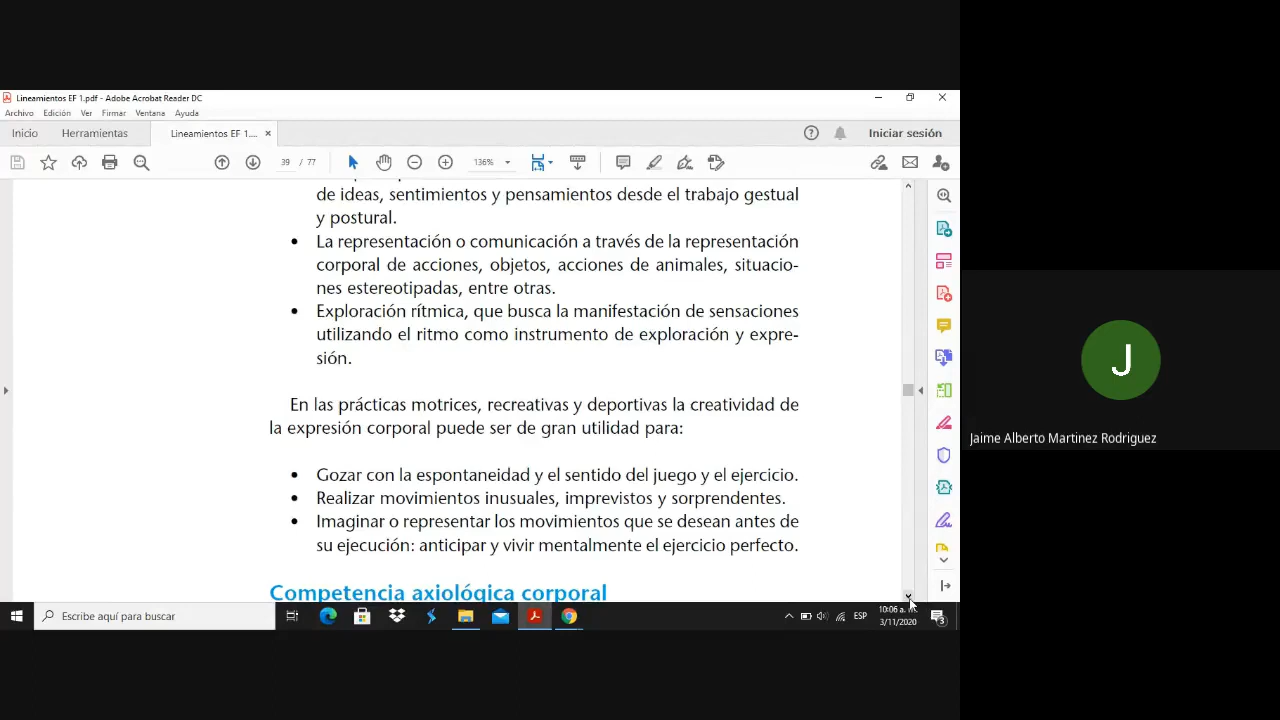 Lineamientos EF 1.pdf - Adobe Acrobat Reader DC
Archivo Edición Ver Firmar Ventana Ayuda
Inicio Herramientas Lineamientos EF 1.... × Iniciar sesión
39 / 77 136%
de ideas, sentimientos y pensamientos desde el trabajo gestual
y postural.
• La representación o comunicación a través de la representación
corporal de acciones, objetos, acciones de animales, situacio-
nes estereotipadas, entre otras.
• Exploración rítmica, que busca la manifestación de sensaciones
utilizando el ritmo como instrumento de exploración y expre-
sión.
En las prácticas motrices, recreativas y deportivas la creatividad de
la expresión corporal puede ser de gran utilidad para:
• Gozar con la espontaneidad y el sentido del juego y el ejercicio.
• Realizar movimientos inusuales, imprevistos y sorprendentes.
• Imaginar o representar los movimientos que se desean antes de
su ejecución: anticipar y vivir mentalmente el ejercicio perfecto.
Competencia axiológica corporal
J
Jaime Alberto Martinez Rodriguez
Escribe aquí para buscar
ESP
10:06 a.
3/11/2020
3